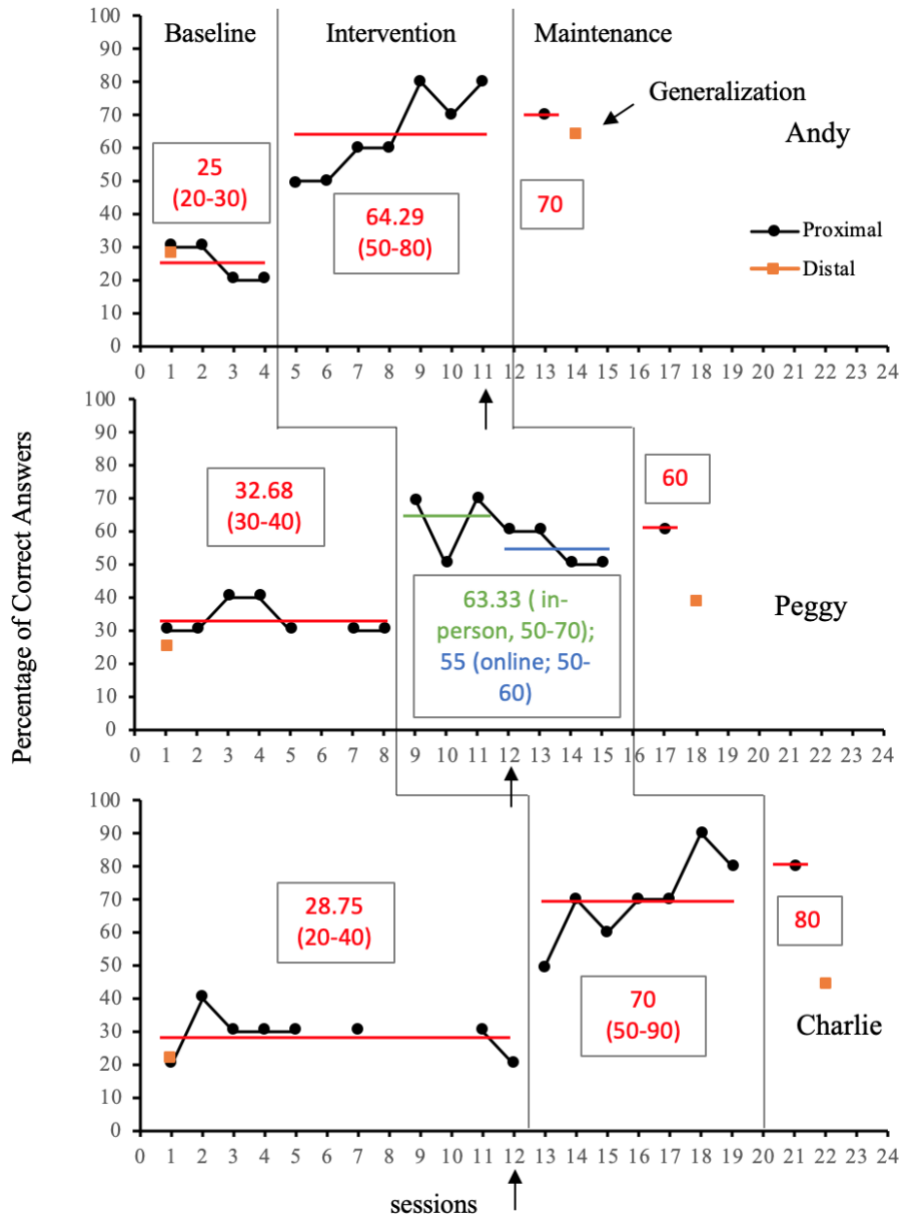 Percentage of Correct Answers
Baseline
Intervention
Maintenance
100
90
80
70
60
50
40
30
20
10
0
25
(20-30)
64.29
(50-80)
70
Generalization
Andy
Proximal
Distal
0 1 2 3 4 5 6 7 8 9 10 11 12 13 14 15 16 17 18 19 20 21 22 23 24
100
90
80
70
60
50
40
30
20
10
0
32.68
(30-40)
63.33 ( in-
person, 50-70);
55 (online; 50-
60)
60
Peggy
0 1 2 3 4 5 6 7 8 9 10 11 12 13 14 15 16 17 18 19 20 21 22 23 24
100
90
80
70
60
50
40
30
20
10
0
28.75
(20-40)
70
(50-90)
80
Charlie
0 1 2 3 4 5 6 7 8 9 10 11 12 13 14 15 16 17 18 19 20 21 22 23 24
sessions